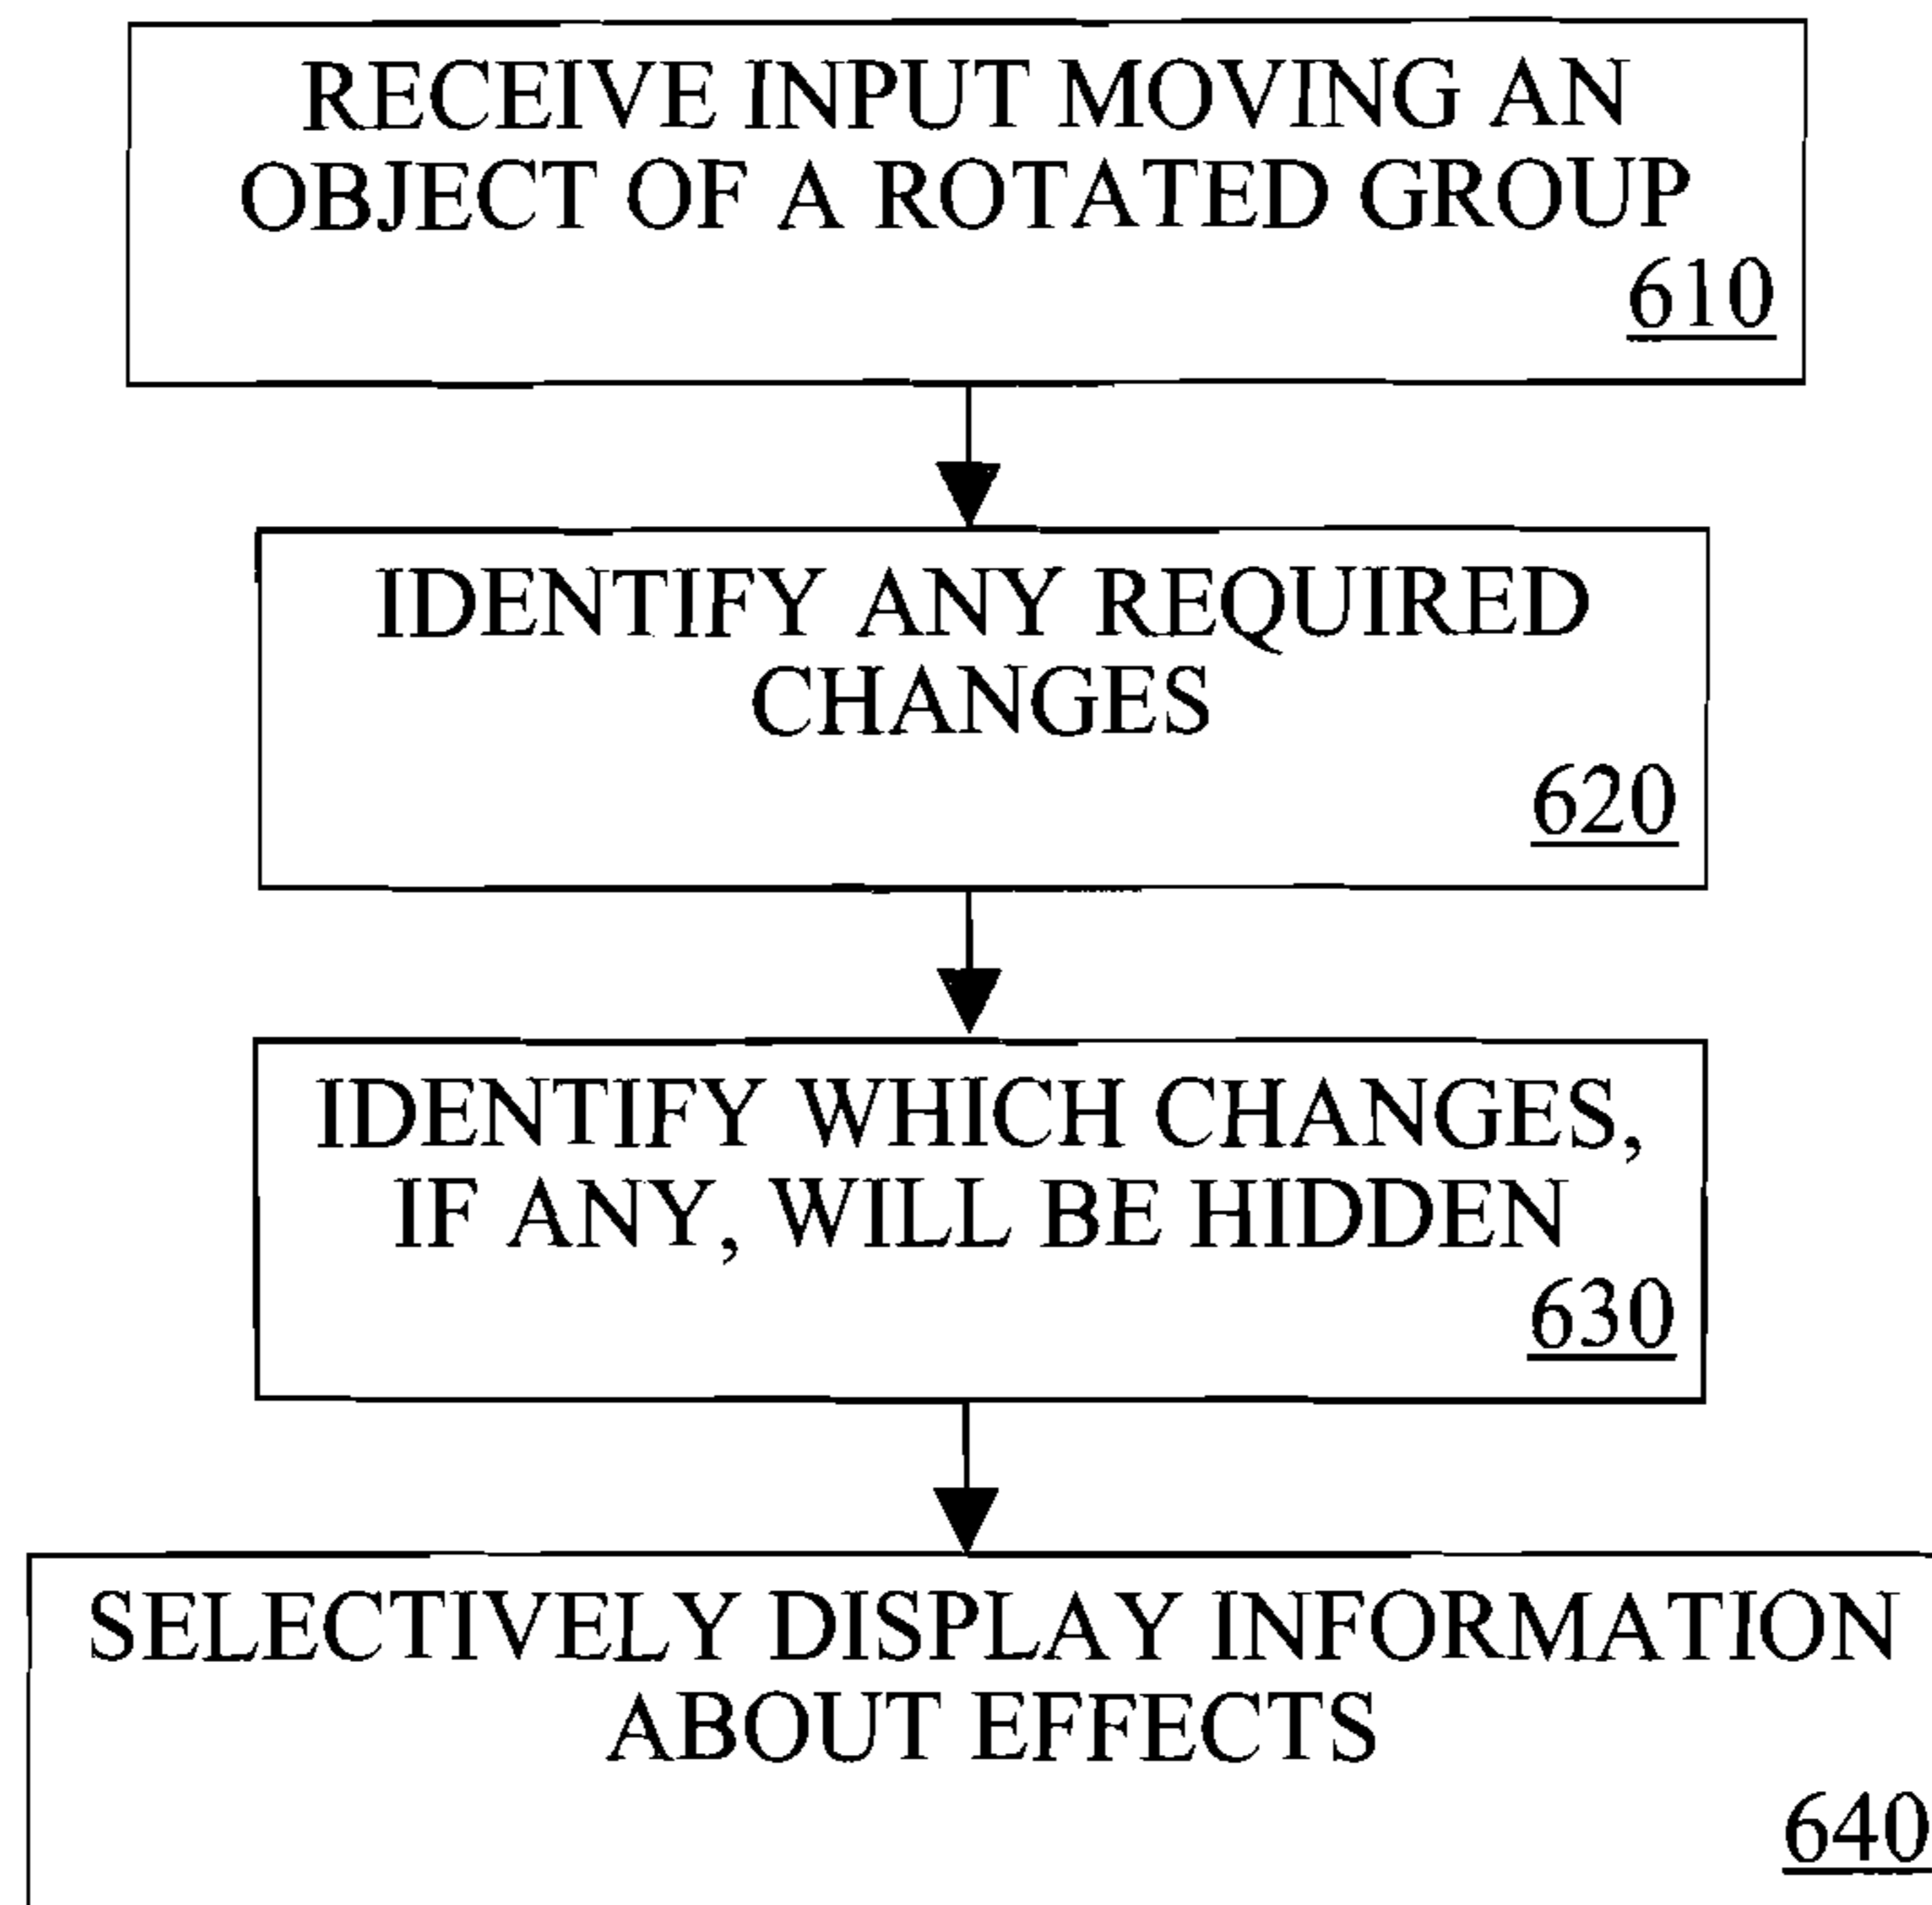 RECEIVE INPUT MOVING AN
OBJECT OF A ROTATED GROUP
610
IDENTIFY ANY REQUIRED
CHANGES
620
IDENTIFY WHICH CHANGES,
IF ANY, WILL BE HIDDEN
630
SELECTIVELY DISPLAY INFORMATION
ABOUT EFFECTS
640